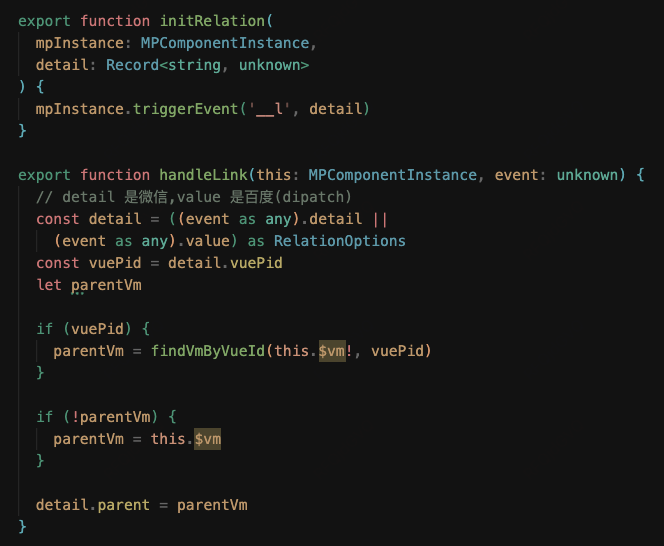 export function initRelation(
  mpInstance: MPComponentInstance,
  detail: Record<string, unknown>
) {
  mpInstance.triggerEvent('__l', detail)
}

export function handleLink(this: MPComponentInstance, event: unknown) {
  // detail 是微信,value 是百度(dipatch)
  const detail = ((event as any).detail ||
    (event as any).value) as RelationOptions
  const vuePid = detail.vuePid
  let parentVm

  if (vuePid) {
    parentVm = findVmByVueId(this.$vm!, vuePid)
  }

  if (!parentVm) {
    parentVm = this.$vm
  }

  detail.parent = parentVm
}